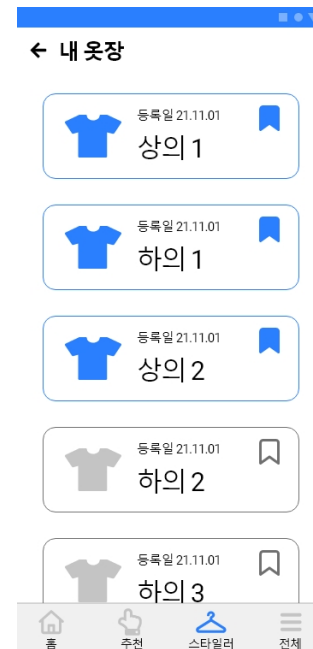 내 옷장
등록일 21.11.01
상의 1
등록일 21.11.01
하의 1
등록일 21.11.01
상의 2
등록일 21.11.01
하의 2
등록일 21.11.01
하의 3
홈 추천 스타일러 전체